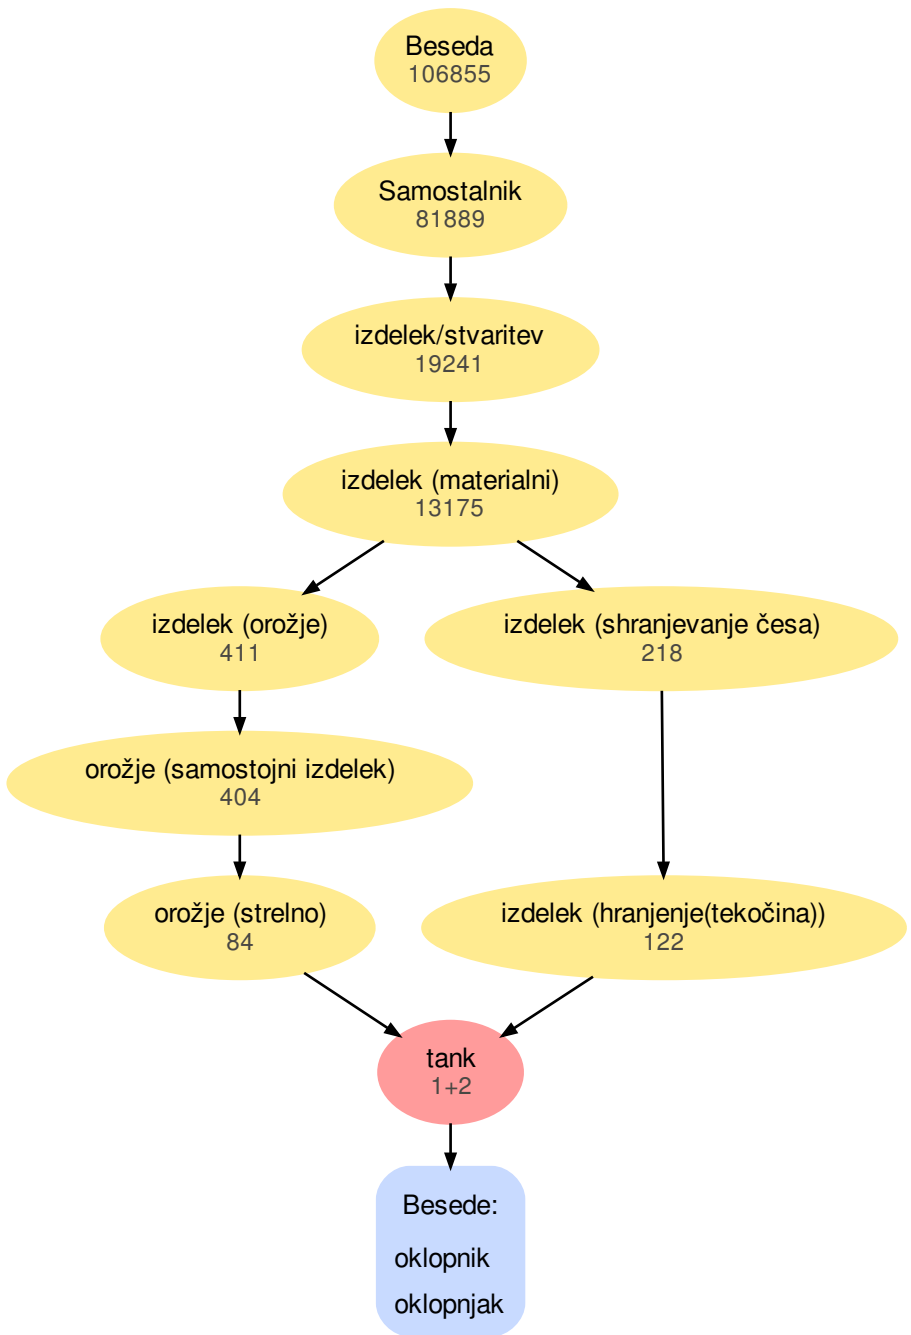 Beseda
106855
Samostalnik
81889
izdelek/stvaritev
19241
izdelek (materialni)
13175
izdelek (orožje)
411
izdelek (shranjevanje česa)
218
orožje (samostojni izdelek)
404
orožje (strelno)
84
izdelek (hranjenje(tekočina))
122
tank
1+2
Besede:
oklopnik
oklopnjak